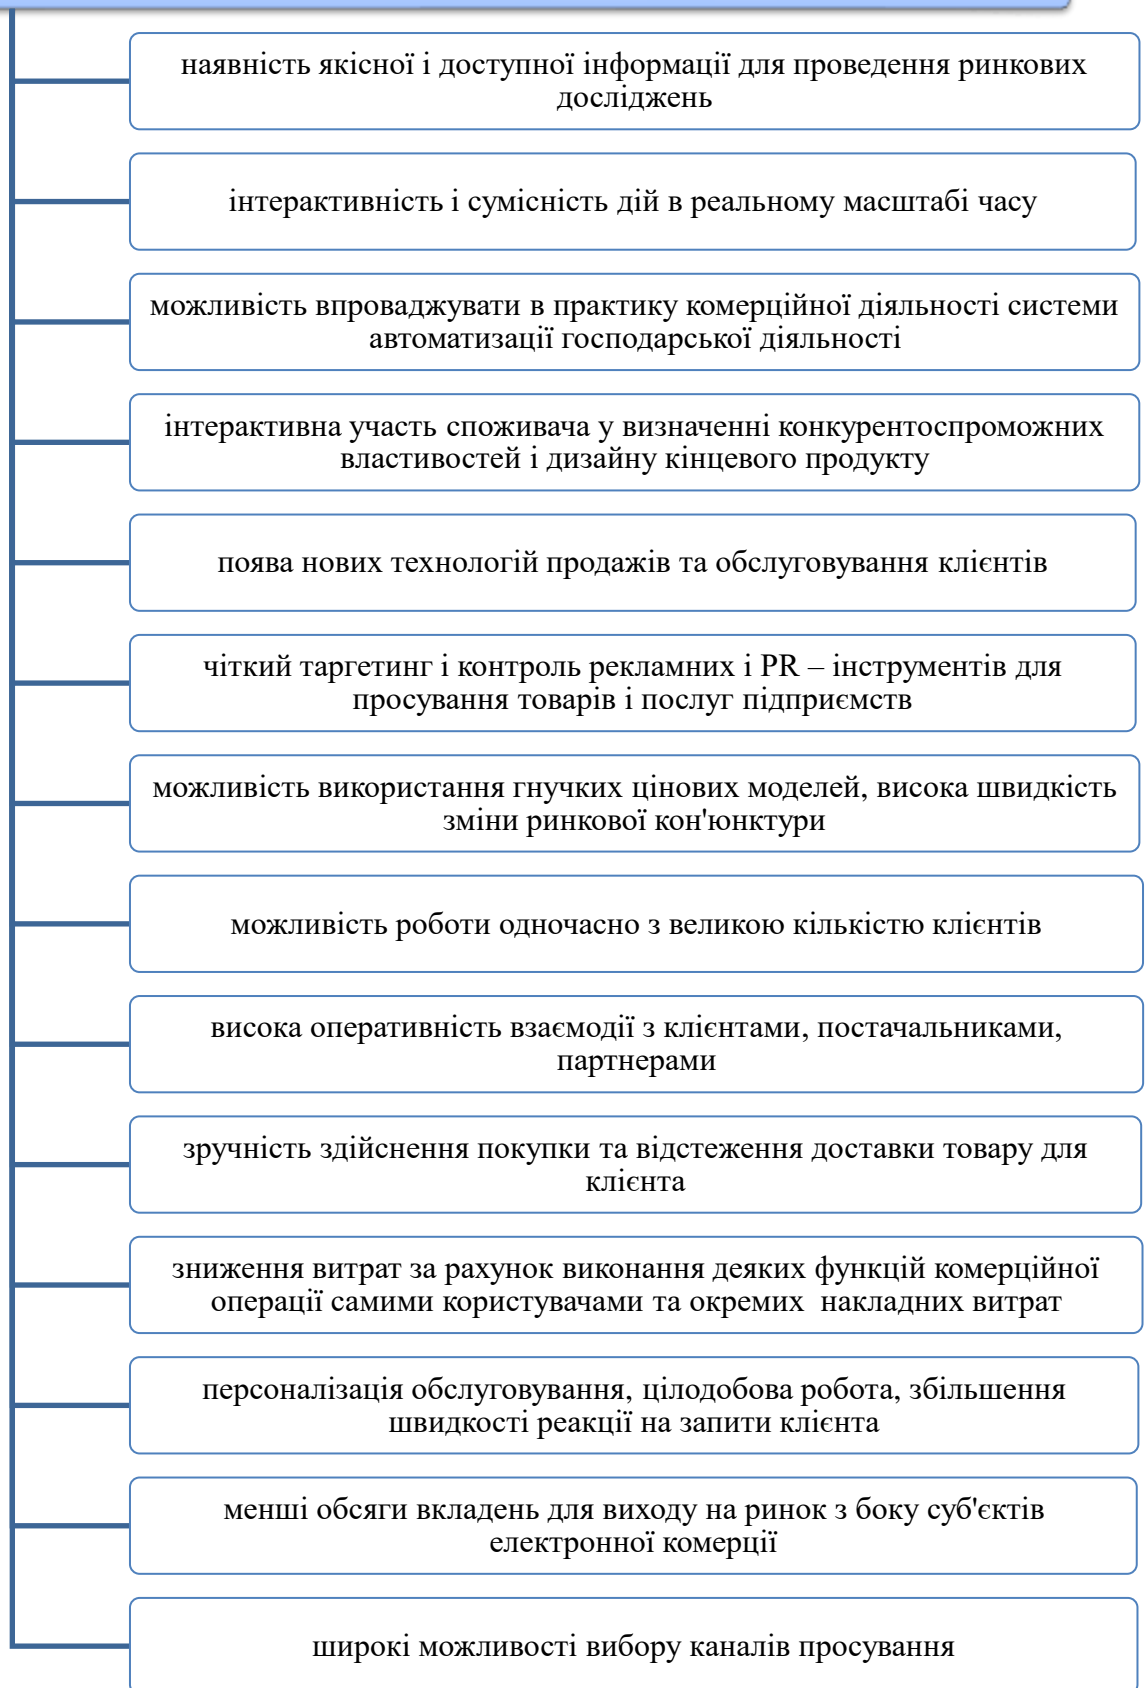 наявність якісної і доступної інформації для проведення ринкових
досліджень
інтерактивність і сумісність дій в реальному масштабі часу
можливість впроваджувати в практику комерційної діяльності системи
автоматизації господарської діяльності
інтерактивна участь споживача у визначенні конкурентоспроможних
властивостей і дизайну кінцевого продукту
поява нових технологій продажів та обслуговування клієнтів
чіткий таргетинг і контроль рекламних і PR – інструментів для
просування товарів і послуг підприємств
можливість використання гнучких цінових моделей, висока швидкість
зміни ринкової кон'юнктури
можливість роботи одночасно з великою кількістю клієнтів
висока оперативність взаємодії з клієнтами, постачальниками,
партнерами
зручність здійснення покупки та відстеження доставки товару для
клієнта
зниження витрат за рахунок виконання деяких функцій комерційної
операції самими користувачами та окремих  накладних витрат
персоналізація обслуговування, цілодобова робота, збільшення
швидкості реакції на запити клієнта
менші обсяги вкладень для виходу на ринок з боку суб'єктів
електронної комерції
широкі можливості вибору каналів просування